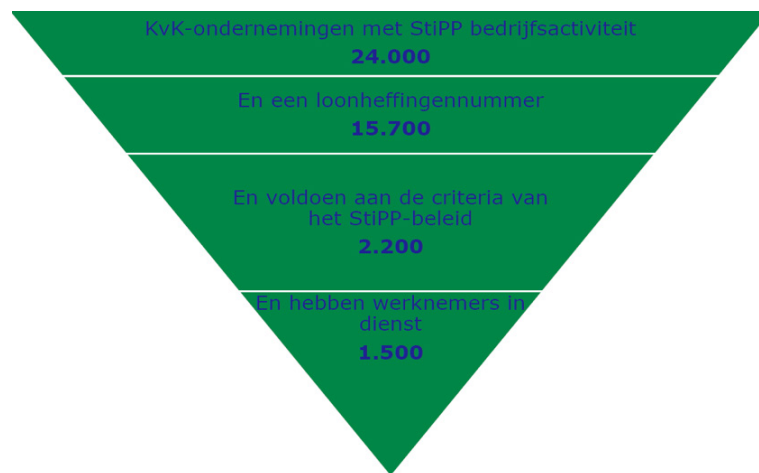 KvK-ondernemingen met StiPP bedrijfsactiviteit
24.000
En een loonheffingennummer
15.700
En voldoen aan de criteria van
het StiPP-beleid
2.200
En hebben werknemers in
dienst
1.500